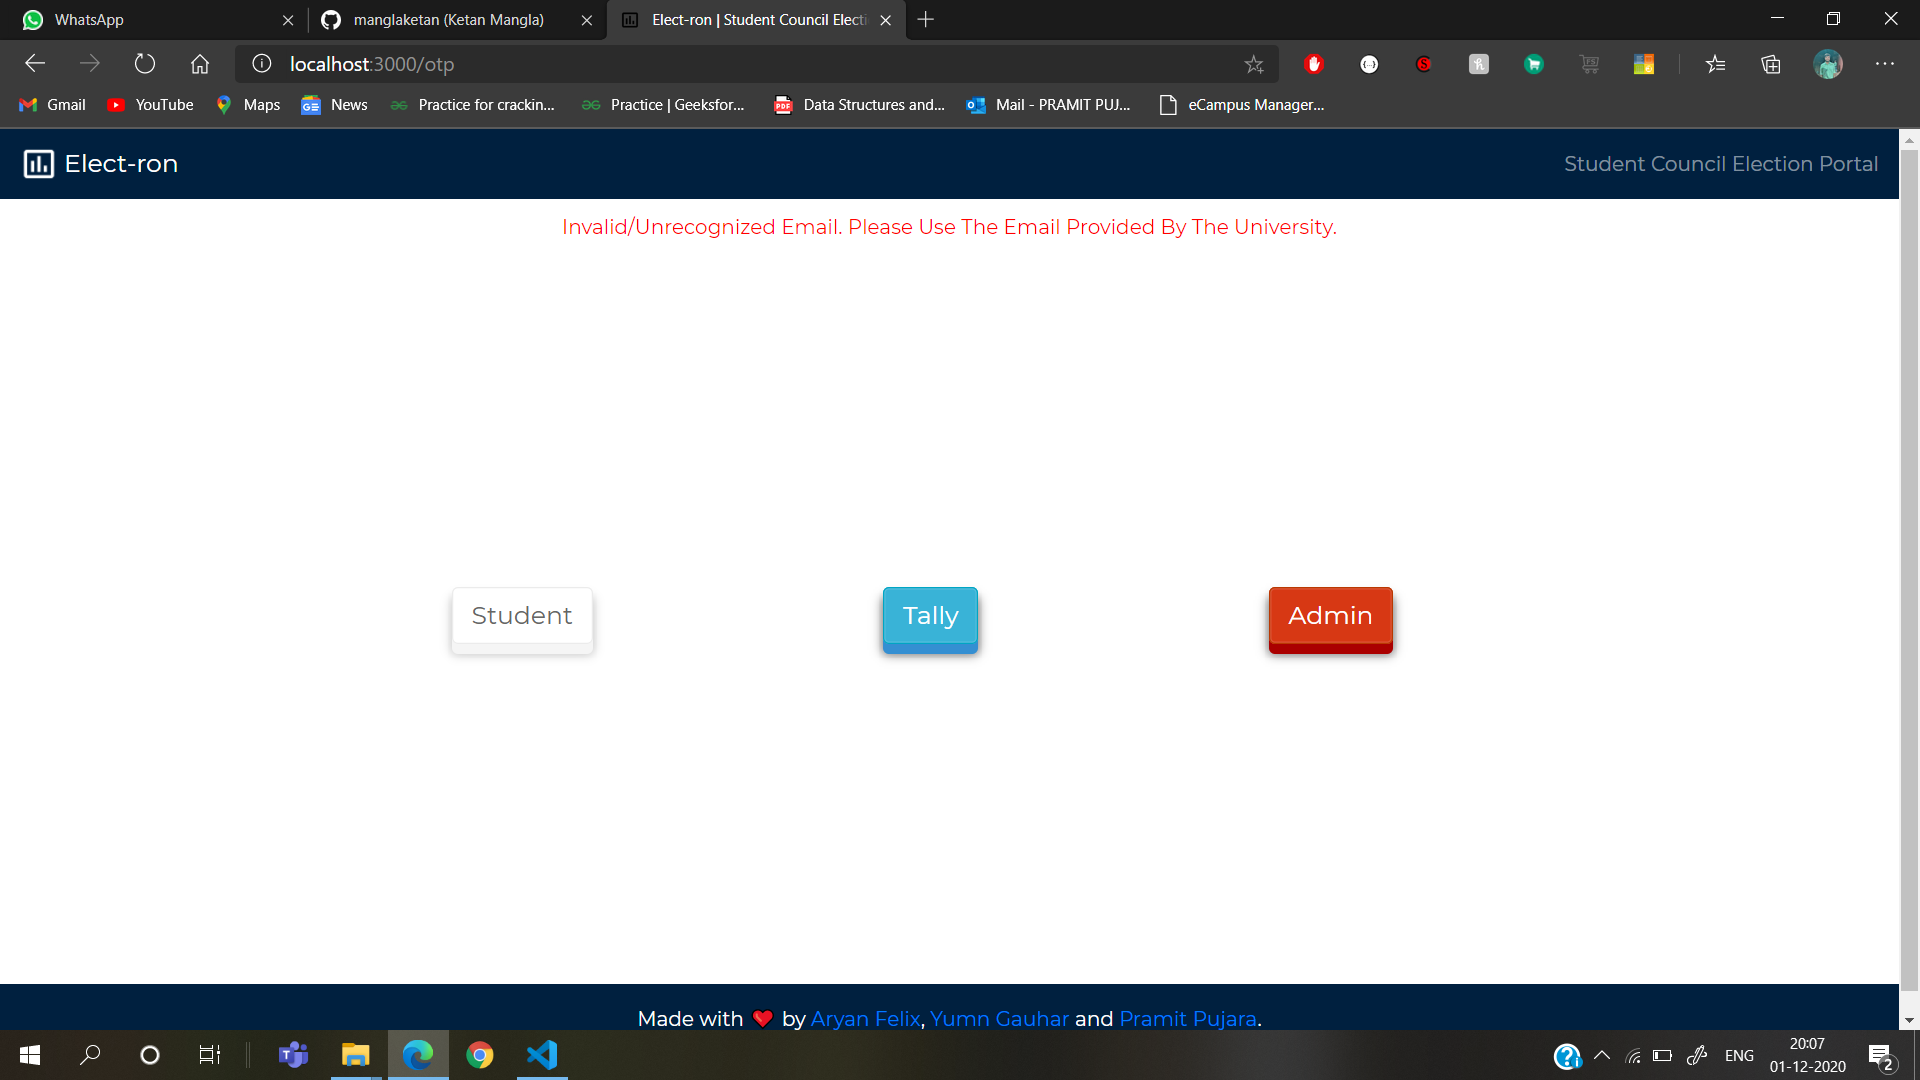 WhatsApp
manglaketan (Ketan Mangla)
Elect-ron | Student Council Electi
localhost:3000/otp
Gmail
YouTube
Maps
News
Practice for crackin...
Practice | Geeksfor...
Data Structures and...
Mail - PRAMIT PUJ...
eCampus Manager...
Elect-ron
Student Council Election Portal
Invalid/Unrecognized Email. Please Use The Email Provided By The University.
Student
Tally
Admin
Made with ❤ by Aryan Felix, Yumn Gauhar and Pramit Pujara.
ENG
20:07
01-12-2020
2